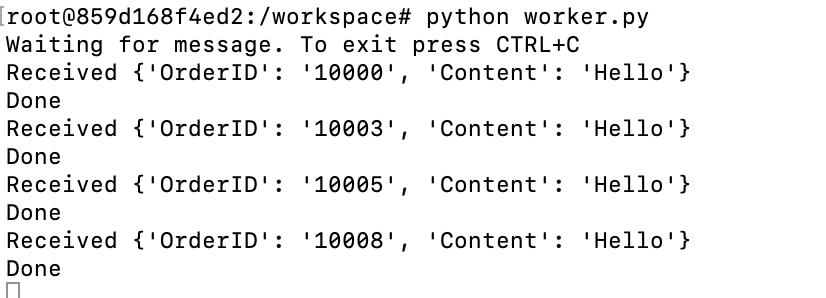 root@859d168f4ed2:/workspace# python worker.py
Waiting for message. To exit press CTRL+C
Received {'OrderID': '10000', 'Content': 'Hello'}
Done
Received {'OrderID': '10003', 'Content': 'Hello'}
Done
Received {'OrderID': '10005', 'Content': 'Hello'}
Done
Received {'OrderID': '10008', 'Content': 'Hello'}
Done